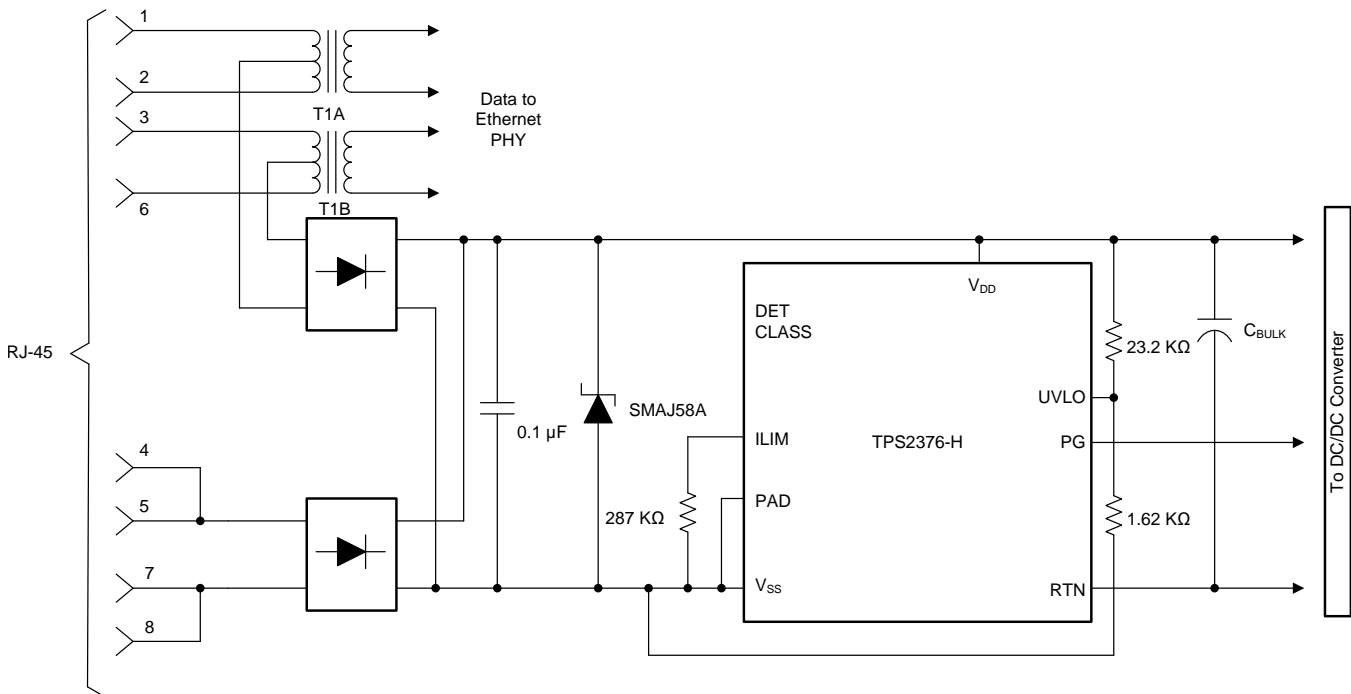 1
2
T1A
3
6
T1B
Data to
Ethernet
PHY
RJ-45
4
5
7
8
0.1 µF
SMAJ58A
287 KΩ
DET
CLASS
ILIM
PAD
VSS
VDD
TPS2376-H
UVLO
PG
RTN
23.2 KΩ
1.62 KΩ
CBULK
To DC/DC Converter